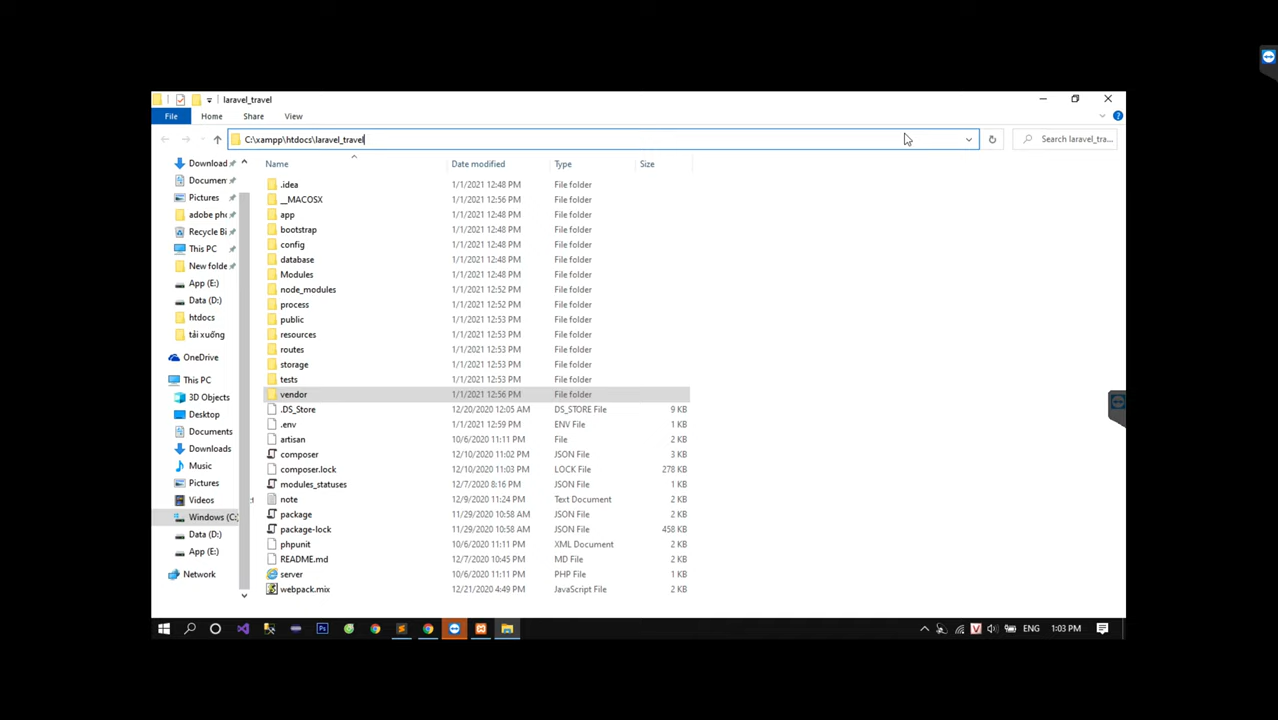 laravel_travel
File Home Share View
C:\xampp\htdocs\laravel_travel
Search laravel_tra...
Name Date modified Type Size
Download
Documen
Pictures
adobe pho
Recycle Bi
This PC
New folde
App (E:)
Data (D:)
htdocs
tải xuống
OneDrive
This PC
3D Objects
Desktop
Documents
Downloads
Music
Pictures
Videos
Windows (C:
Data (D:)
App (E:)
Network
.idea 1/1/2021 12:48 PM File folder
__MACOSX 1/1/2021 12:56 PM File folder
app 1/1/2021 12:48 PM File folder
bootstrap 1/1/2021 12:48 PM File folder
config 1/1/2021 12:48 PM File folder
database 1/1/2021 12:48 PM File folder
Modules 1/1/2021 12:48 PM File folder
node_modules 1/1/2021 12:52 PM File folder
process 1/1/2021 12:52 PM File folder
public 1/1/2021 12:53 PM File folder
resources 1/1/2021 12:53 PM File folder
routes 1/1/2021 12:53 PM File folder
storage 1/1/2021 12:53 PM File folder
tests 1/1/2021 12:53 PM File folder
vendor 1/1/2021 12:56 PM File folder
.DS_Store 12/20/2020 12:05 AM DS_STORE File 9 KB
.env 1/1/2021 12:59 PM ENV File 1 KB
artisan 10/6/2020 11:11 PM File 2 KB
composer 12/10/2020 11:02 PM JSON File 3 KB
composer.lock 12/10/2020 11:03 PM LOCK File 278 KB
modules_statuses 12/7/2020 8:16 PM JSON File 1 KB
note 12/9/2020 11:24 PM Text Document 2 KB
package 11/29/2020 10:58 AM JSON File 2 KB
package-lock 11/29/2020 10:58 AM JSON File 458 KB
phpunit 10/6/2020 11:11 PM XML Document 2 KB
README.md 12/7/2020 10:45 PM MD File 2 KB
server 10/6/2020 11:11 PM PHP File 1 KB
webpack.mix 12/21/2020 4:49 PM JavaScript File 2 KB
ENG 1:03 PM